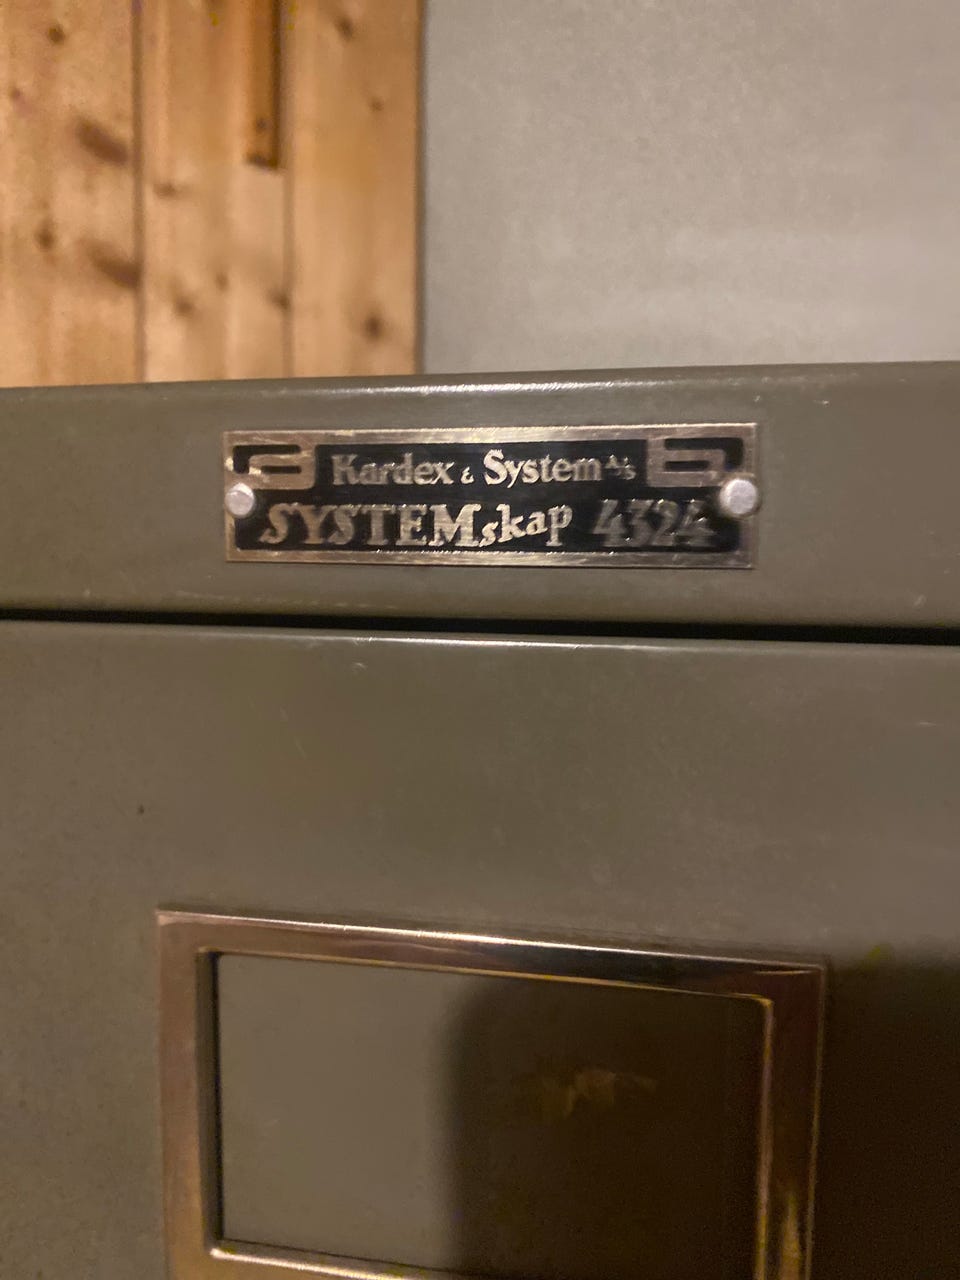 Kardex & System A/s
SYSTEMskap 4324